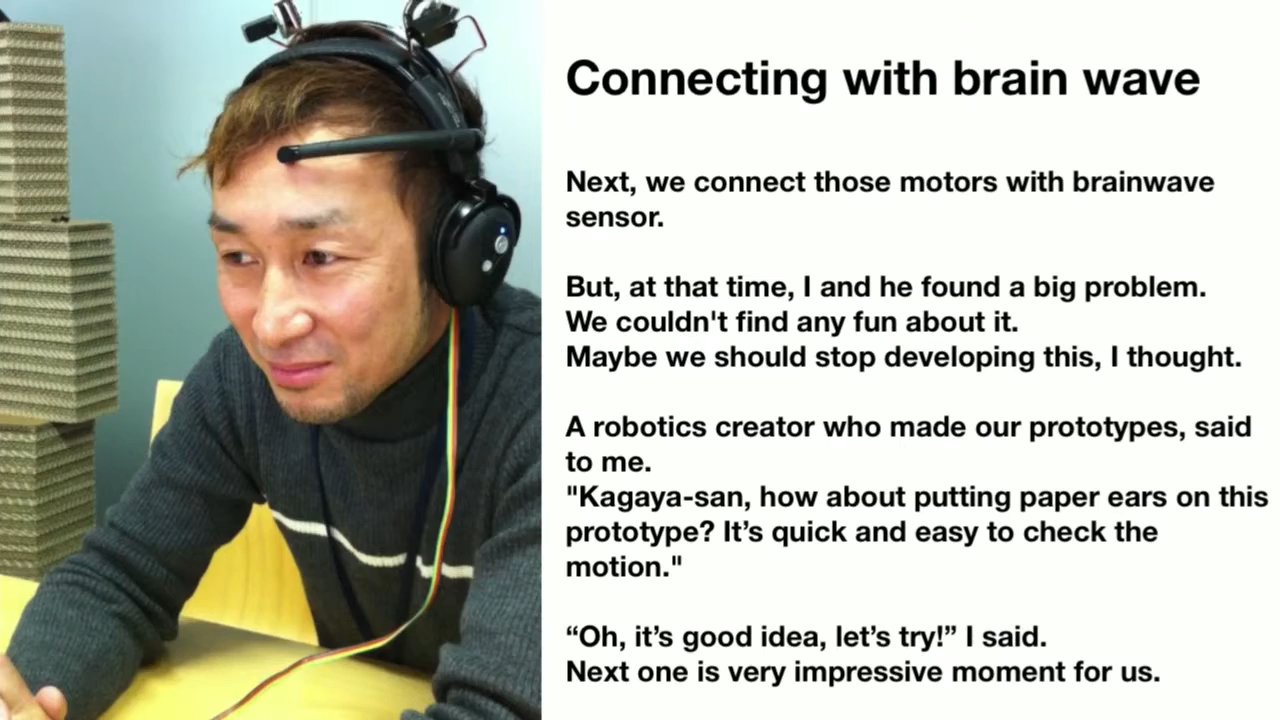 Connecting with brain wave
Next, we connect those motors with brainwave
sensor.
But, at that time, I and he found a big problem.
We couldn't find any fun about it.
Maybe we should stop developing this, I thought.
A robotics creator who made our prototypes, said
to me.
"Kagaya-san, how about putting paper ears on this
prototype? It’s quick and easy to check the
motion."
“Oh, it’s good idea, let’s try!” I said.
Next one is very impressive moment for us.